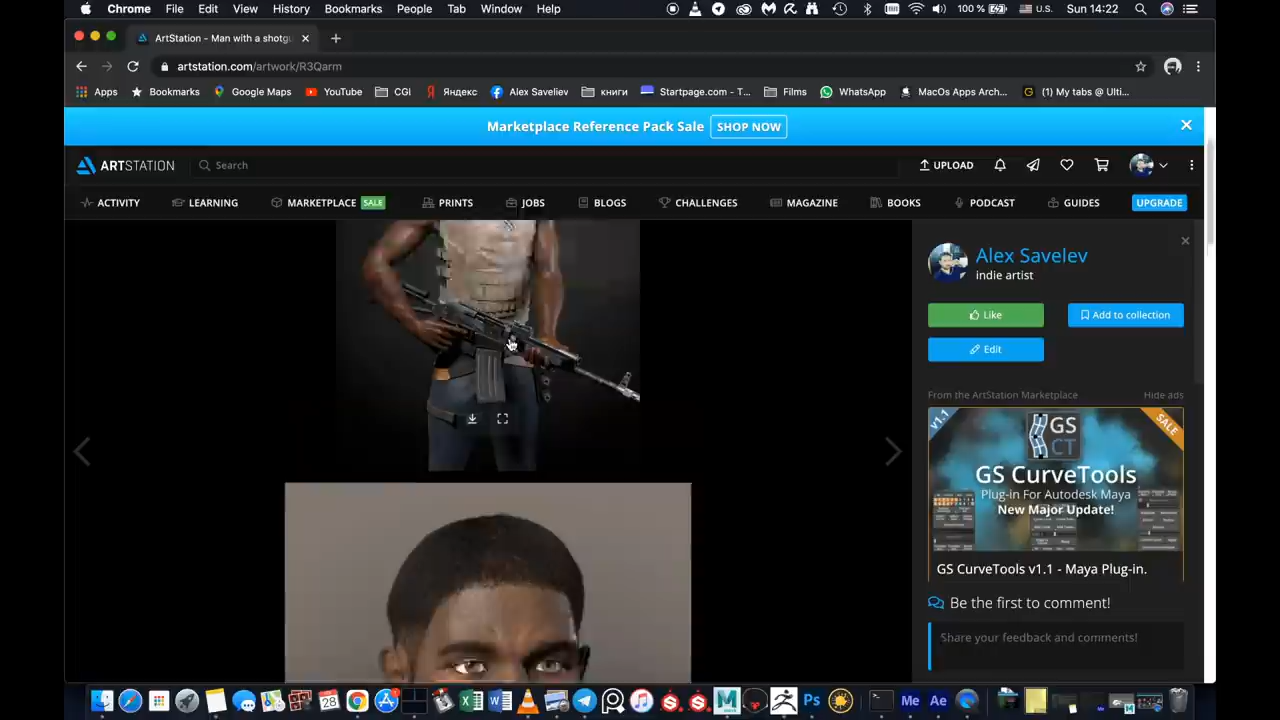 Chrome File Edit View History Bookmarks People Tab Window Help 100 % U.S. Sun 14:22
ArtStation - Man with a shotgu
artstation.com/artwork/R3Qarm
Apps Bookmarks Google Maps YouTube CGI Яндекс Alex Saveliev книги Startpage.com - T... Films WhatsApp MacOs Apps Arch... (1) My tabs @ Ulti...
Marketplace Reference Pack Sale SHOP NOW
ARTSTATION Search UPLOAD
ACTIVITY LEARNING MARKETPLACE SALE PRINTS JOBS BLOGS CHALLENGES MAGAZINE BOOKS PODCAST GUIDES UPGRADE
Alex Savelev
indie artist
Like Add to collection
Edit
From the ArtStation Marketplace Hide ads
v1.1 GS CT SALE
GS CurveTools
Plug-in For Autodesk Maya
New Major Update!
GS CurveTools v1.1 - Maya Plug-in.
Be the first to comment!
Share your feedback and comments!
28 Ps Me Ae